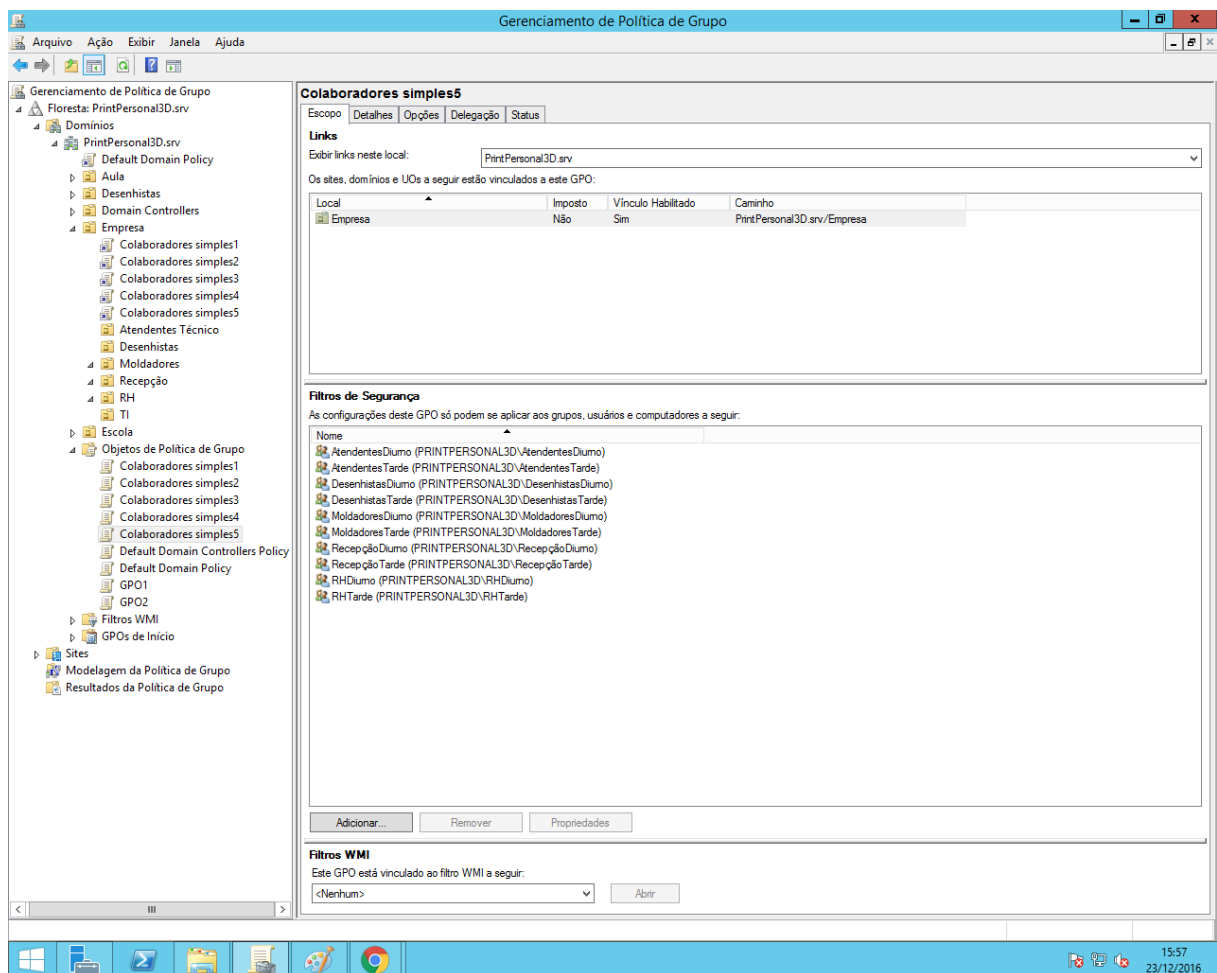 Gerenciamento de Política de Grupo
Arquivo Ação Exibir Janela Ajuda
Gerenciamento de Política de Grupo
Floresta: PrintPersonal3D.srv
Domínios
PrintPersonal3D.srv
Default Domain Policy
Aula
Desenhistas
Domain Controllers
Empresa
Colaboradores simples1
Colaboradores simples2
Colaboradores simples3
Colaboradores simples4
Colaboradores simples5
Atendentes Técnico
Desenhistas
Moldadores
Recepção
RH
TI
Escola
Objetos de Política de Grupo
Colaboradores simples1
Colaboradores simples2
Colaboradores simples3
Colaboradores simples4
Colaboradores simples5
Default Domain Controllers Policy
Default Domain Policy
GPO1
GPO2
Filtros WMI
GPOs de Início
Sites
Modelagem da Política de Grupo
Resultados da Política de Grupo
Colaboradores simples5
Escopo Detalhes Opções Delegação Status
Links
Exibir links neste local: PrintPersonal3D.srv
Os sites, domínios e UOs a seguir estão vinculados a este GPO:
Local Imposto Vínculo Habilitado Caminho
Empresa Não Sim PrintPersonal3D.srv/Empresa
Filtros de Segurança
As configurações deste GPO só podem se aplicar aos grupos, usuários e computadores a seguir:
Nome
AtendentesDiurno (PRINTPERSONAL3D\AtendentesDiurno)
AtendentesTarde (PRINTPERSONAL3D\AtendentesTarde)
DesenhistasDiurno (PRINTPERSONAL3D\DesenhistasDiurno)
DesenhistasTarde (PRINTPERSONAL3D\DesenhistasTarde)
MoldadoresDiurno (PRINTPERSONAL3D\MoldadoresDiurno)
MoldadoresTarde (PRINTPERSONAL3D\MoldadoresTarde)
RecepçãoDiurno (PRINTPERSONAL3D\RecepçãoDiurno)
RecepçãoTarde (PRINTPERSONAL3D\RecepçãoTarde)
RHDiurno (PRINTPERSONAL3D\RHDiurno)
RHTarde (PRINTPERSONAL3D\RHTarde)
Adicionar... Remover Propriedades
Filtros WMI
Este GPO está vinculado ao filtro WMI a seguir:
<Nenhum> Abrir
15:57
23/12/2016